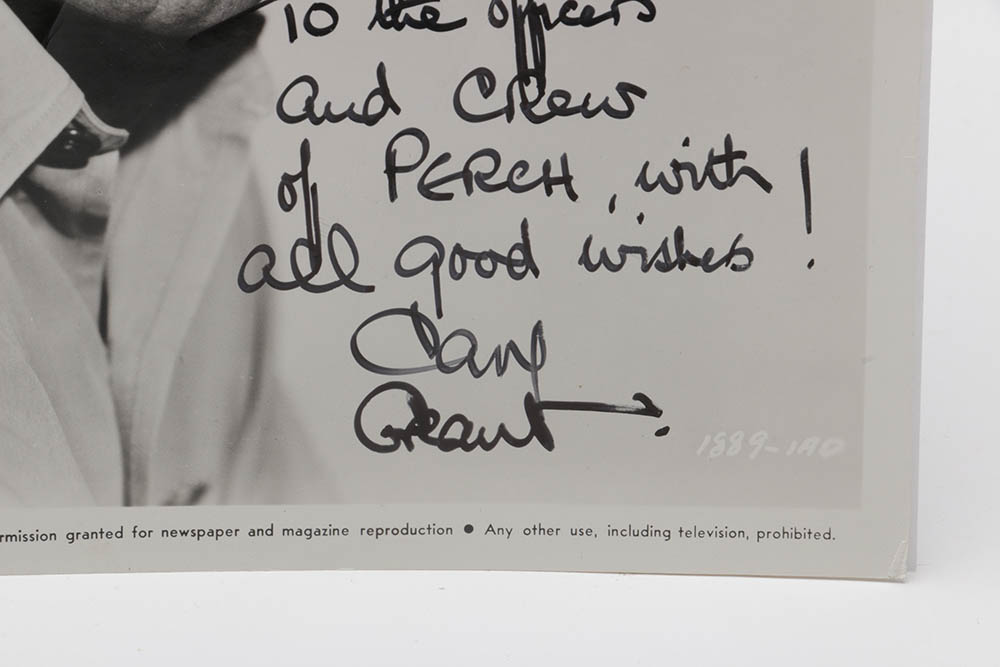 To the officers
and Crew
of PERCH, with
all good wishes!
Cary
Grant
1889-1AD
rmission granted for newspaper and magazine reproduction ● Any other use, including television, prohibited.